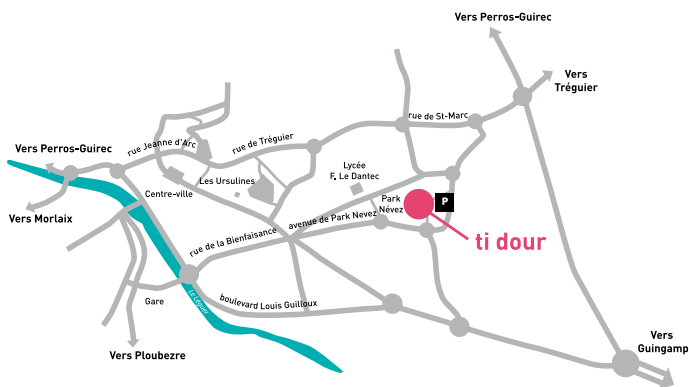 Vers Perros-Guirec
Vers
Tréguier
rue de St-Marc
rue Jeanne d'Arc
rue de Tréguier
Vers Perros-Guirec
Lycée
F. Le Dantec
Les Ursulines
Centre-ville
Park
Névez
P
Vers Morlaix
avenue de Park Nevez
rue de la Bienfaisance
ti dour
Le Léguer
Gare
boulevard Louis Guilloux
Vers
Guingamp
Vers Ploubezre